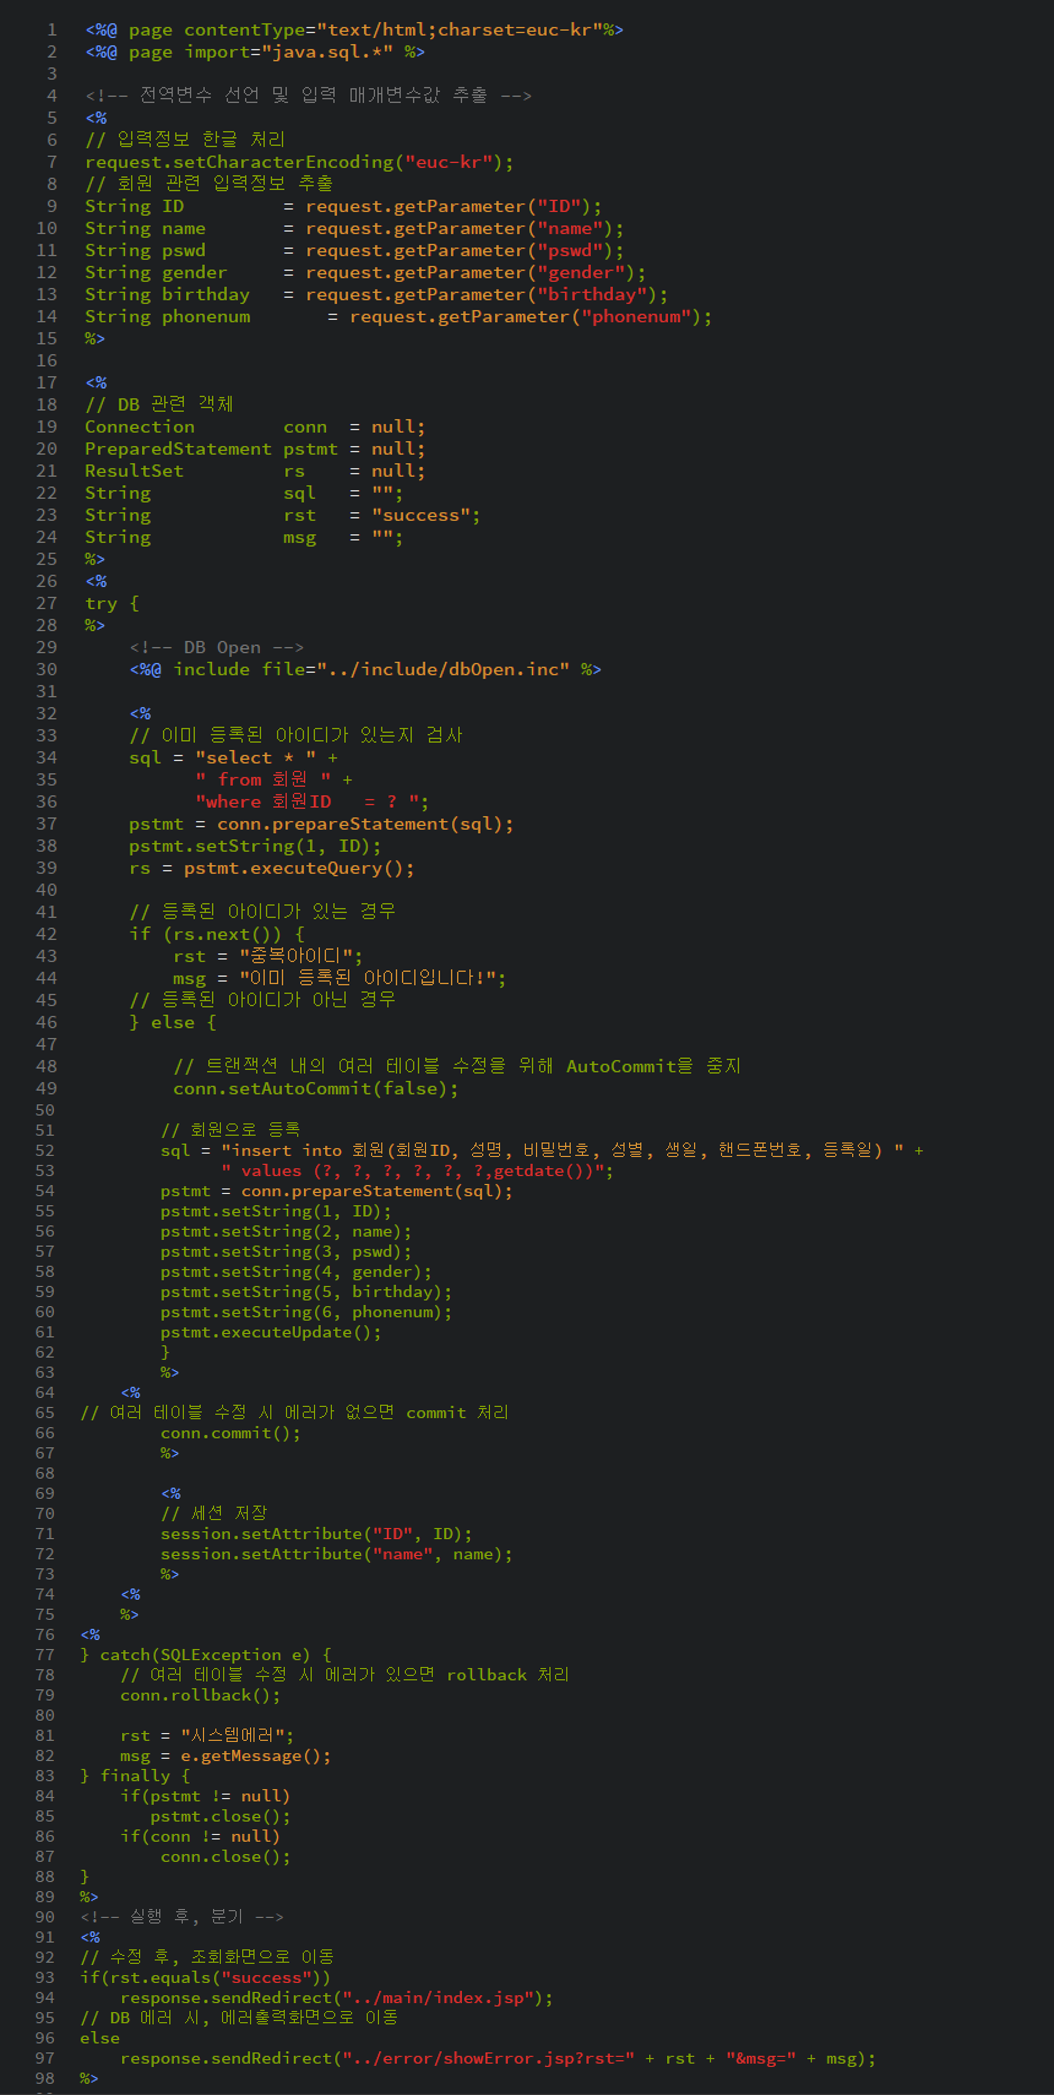 1 <%@ page contentType="text/html;charset=euc-kr"%>
2 <%@ page import="java.sql.*" %>
3
4 <!-- 전역변수 선언 및 입력 매개변수값 추출 -->
5 <%
6 // 입력정보 한글 처리
7 request.setCharacterEncoding("euc-kr");
8 // 회원 관련 입력정보 추출
9 String ID         = request.getParameter("ID");
10 String name       = request.getParameter("name");
11 String pswd       = request.getParameter("pswd");
12 String gender     = request.getParameter("gender");
13 String birthday   = request.getParameter("birthday");
14 String phonenum       = request.getParameter("phonenum");
15 %>
16
17 <%
18 // DB 관련 객체
19 Connection        conn  = null;
20 PreparedStatement pstmt = null;
21 ResultSet         rs    = null;
22 String            sql   = "";
23 String            rst   = "success";
24 String            msg   = "";
25 %>
26 <%
27 try {
28 %>
29     <!-- DB Open -->
30     <%@ include file="../include/dbOpen.inc" %>
31
32     <%
33     // 이미 등록된 아이디가 있는지 검사
34     sql = "select * " +
35           " from 회원 " +
36           "where 회원ID   = ? ";
37     pstmt = conn.prepareStatement(sql);
38     pstmt.setString(1, ID);
39     rs = pstmt.executeQuery();
40
41     // 등록된 아이디가 있는 경우
42     if (rs.next()) {
43         rst = "중복아이디";
44         msg = "이미 등록된 아이디입니다!";
45     // 등록된 아이디가 아닌 경우
46     } else {
47
48         // 트랜잭션 내의 여러 테이블 수정을 위해 AutoCommit을 중지
49         conn.setAutoCommit(false);
50
51         // 회원으로 등록
52         sql = "insert into 회원(회원ID, 성명, 비밀번호, 성별, 생일, 핸드폰번호, 등록일) " +
53               " values (?, ?, ?, ?, ?, ?,getdate())";
54         pstmt = conn.prepareStatement(sql);
55         pstmt.setString(1, ID);
56         pstmt.setString(2, name);
57         pstmt.setString(3, pswd);
58         pstmt.setString(4, gender);
59         pstmt.setString(5, birthday);
60         pstmt.setString(6, phonenum);
61         pstmt.executeUpdate();
62         }
63         %>
64     <%
65 // 여러 테이블 수정 시 에러가 없으면 commit 처리
66         conn.commit();
67         %>
68
69         <%
70         // 세션 저장
71         session.setAttribute("ID", ID);
72         session.setAttribute("name", name);
73         %>
74     <%
75     %>
76 <%
77 } catch(SQLException e) {
78     // 여러 테이블 수정 시 에러가 있으면 rollback 처리
79     conn.rollback();
80
81     rst = "시스템에러";
82     msg = e.getMessage();
83 } finally {
84     if(pstmt != null)
85        pstmt.close();
86     if(conn != null)
87         conn.close();
88 }
89 %>
90 <!-- 실행 후, 분기 -->
91 <%
92 // 수정 후, 조회화면으로 이동
93 if(rst.equals("success"))
94     response.sendRedirect("../main/index.jsp");
95 // DB 에러 시, 에러출력화면으로 이동
96 else
97     response.sendRedirect("../error/showError.jsp?rst=" + rst + "&msg=" + msg);
98 %>